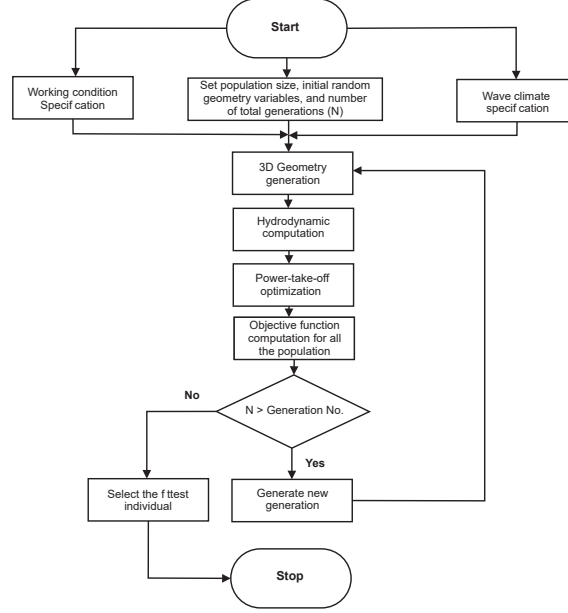 Start
Working condition
Specif cation
Set population size, initial random
geometry variables, and number
of total generations (N)
Wave climate
specif cation
3D Geometry
generation
Hydrodynamic
computation
Power-take-off
optimization
Objective function
computation for all
the population
No
N > Generation No.
Yes
Select the f ttest
individual
Generate new
generation
Stop